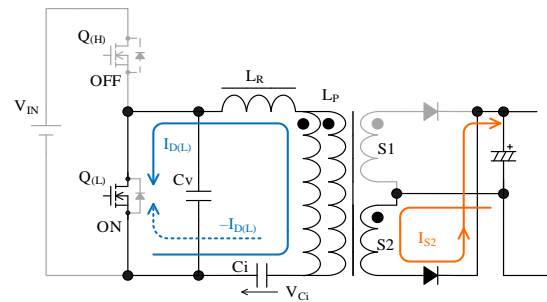 Q(H)
OFF
VIN
LR
LP
ID(L)
S1
+
Q(L)
Cv
ON
−ID(L)
S2
IS2
Ci
VCi